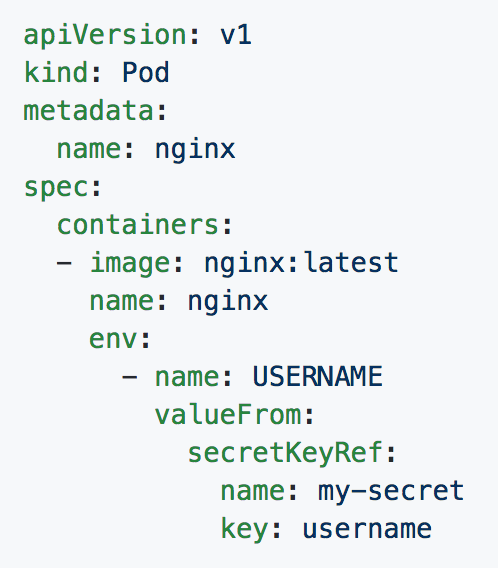 apiVersion: v1
kind: Pod
metadata:
  name: nginx
spec:
  containers:
  - image: nginx:latest
    name: nginx
    env:
      - name: USERNAME
        valueFrom:
          secretKeyRef:
            name: my-secret
            key: username